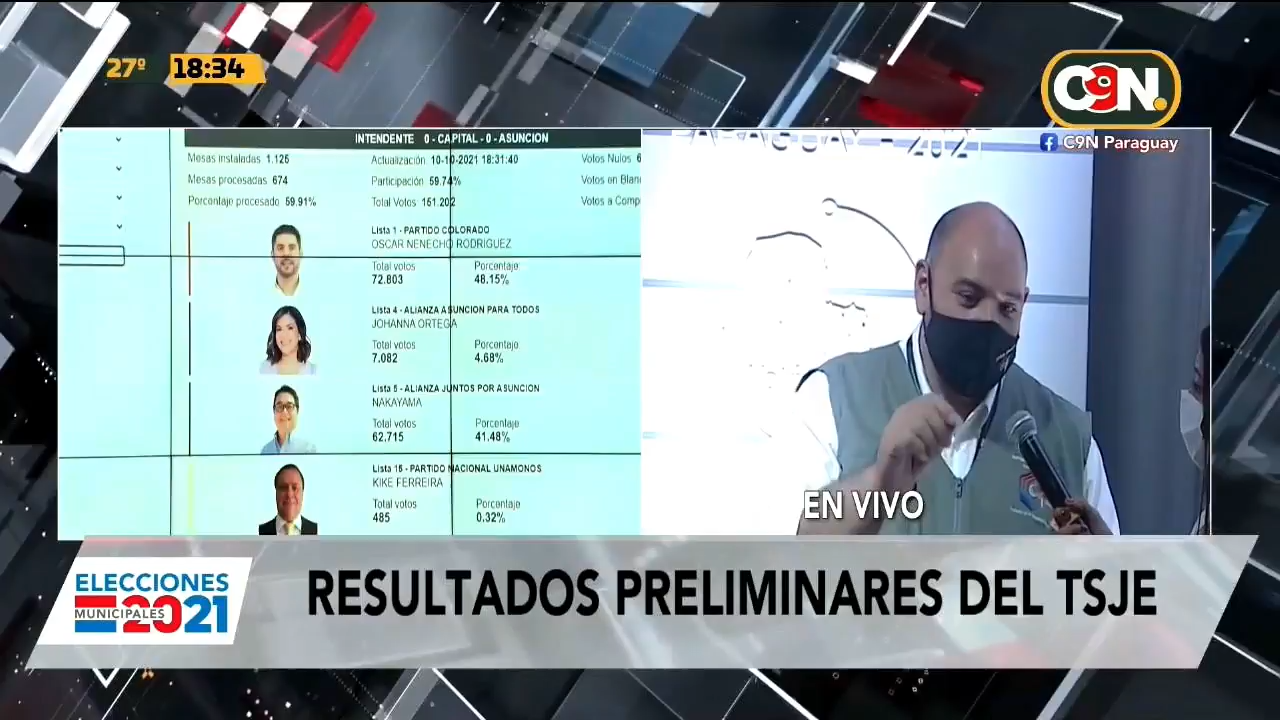 27º
18:34
C9N.
C9N Paraguay
INTENDENTE 0 - CAPITAL - 0 - ASUNCION
Mesas instaladas 1.125
Actualización 10-10-2021 18:31:40
Votos Nulos
Mesas procesadas 674
Participación 59.74%
Votos en
Porcentaje procesado 59.91%
Total Votos 151.202
Votos a
Lista 1 - PARTIDO COLORADO
OSCAR NENECHO RODRIGUEZ
Total votos
Porcentaje
72.803
48.15%
Lista 4 - ALIANZA ASUNCION PARA TODOS
JOHANNA ORTEGA
Total votos
Porcentaje
7.082
4.68%
Lista 5 - ALIANZA JUNTOS POR ASUNCION
NAKAYAMA
Total votos
Porcentaje
62.715
41.48%
Lista 15 - PARTIDO NACIONAL UNAMONOS
KIKE FERREIRA
Total votos
Porcentaje
485
0.32%
PARAGUAY - 2021
EN VIVO
ELECCIONES
MUNICIPALES
2021
RESULTADOS PRELIMINARES DEL TSJE